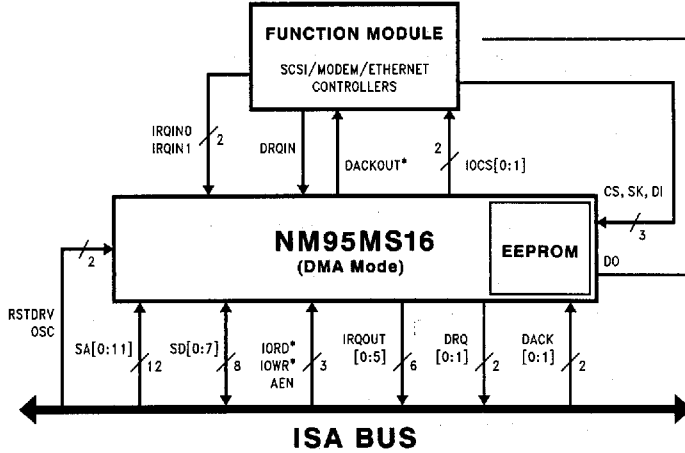 FUNCTION MODULE
SCSI/MODEM/ETHERNET
CONTROLLERS
IRQIN0
IRQIN1
2
DRQIN
DACKOUT*
2
IOCS[0:1]
CS, SK, DI
3
NM95MS16
(DMA Mode)
EEPROM
DO
2
RSTDRV
OSC
SA[0:11]
12
SD[0:7]
8
IORD*
IOWR*
AEN
3
IRQOUT
[0:5]
6
DRQ
[0:1]
2
DACK
[0:1]
2
ISA BUS